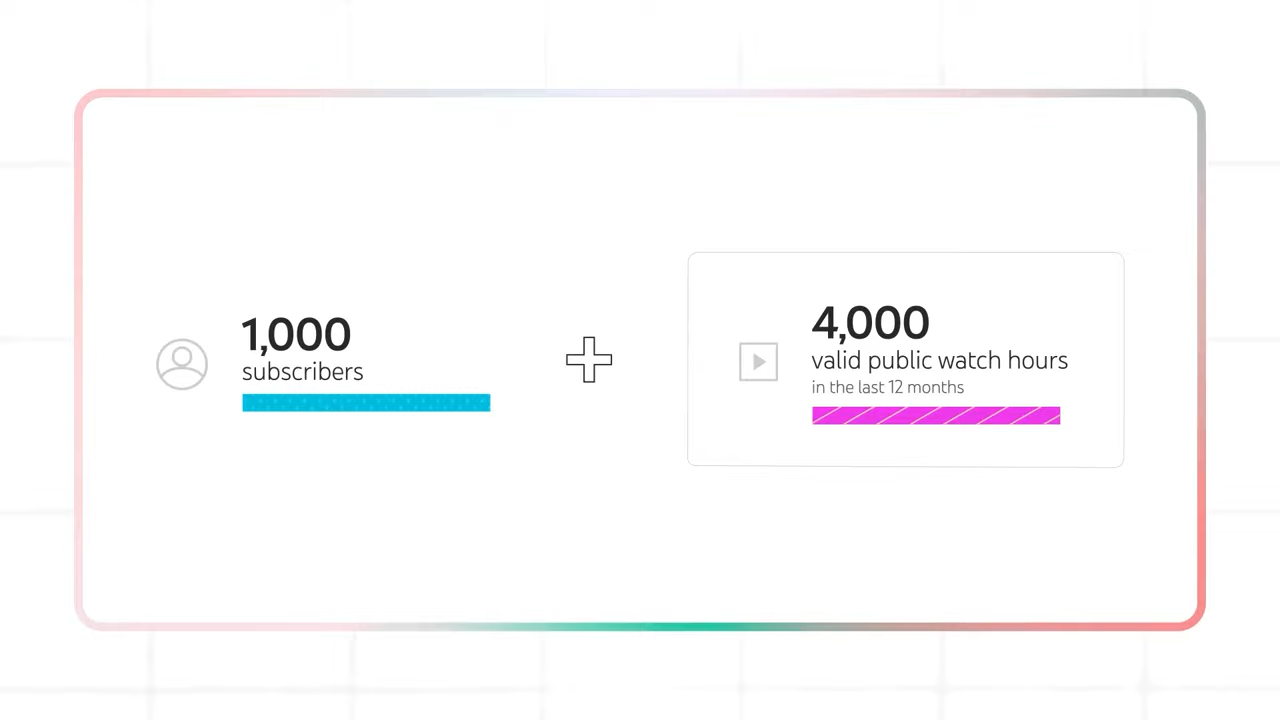 1,000
subscribers
4,000
valid public watch hours
in the last 12 months